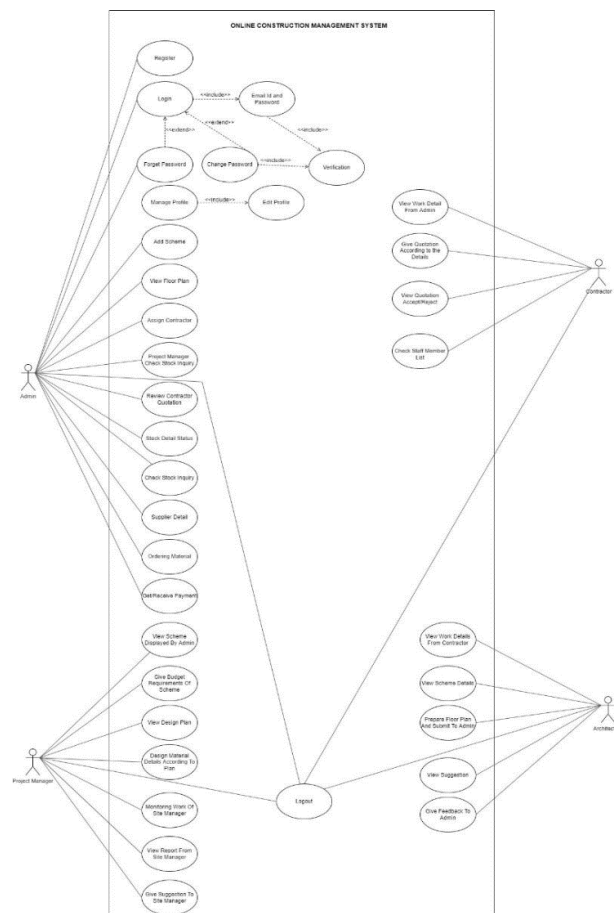 ONLINE CONSTRUCTION MANAGEMENT SYSTEM
Register
Login
<<include>>
Email Id and
Password
<<extend>>
<<extend>>
<<include>>
Forget Password
Change Password
<<include>>
Verification
Manage Profile
<<include>>
Edit Profile
Add Scheme
View Floor Plan
Assign Contractor
Project Manager
Check Stock Inquiry
Review Contractor
Quotation
Stock Detail Status
Check Stock Inquiry
Supplier Detail
Ordering Material
Get/Receive Payment
Admin
View Work Detail
From Admin
Give Quotation
According to the
Details
View Quotation
Accept/Reject
Check Staff Member
List
Contractor
View Scheme
Displayed By Admin
Give Budget
Requirements Of
Scheme
View Design Plan
Design Material
Details According To
Plan
Monitoring Work Of
Site Manager
View Report From
Site Manager
Give Suggection To
Site Manager
Project Manager
Logout
View Work Details
From Contractor
View Scheme Details
Prepare Floor Plan
And Submit To Admin
View Suggestion
Give Feedback To
Admin
Architect